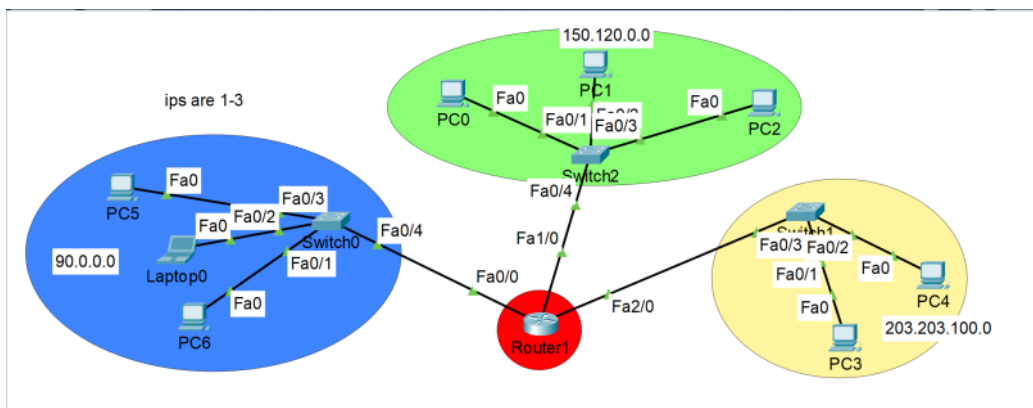 150.120.0.0
PC1
ips are 1-3
Fa0
Fa0
PC0
Fa0/1
Fa0/3
PC2
Switch2
Fa0/4
Fa0
Fa0/3
PC5
Fa0
Fa0/2
Switch0
Fa0/4
Laptop0
90.0.0.0
Fa0/1
Fa0
PC6
Fa0/0
Fa1/0
Fa2/0
Router1
Switch1
Fa0/3
Fa0/2
Fa0/1
Fa0
Fa0
PC4
203.203.100.0
PC3